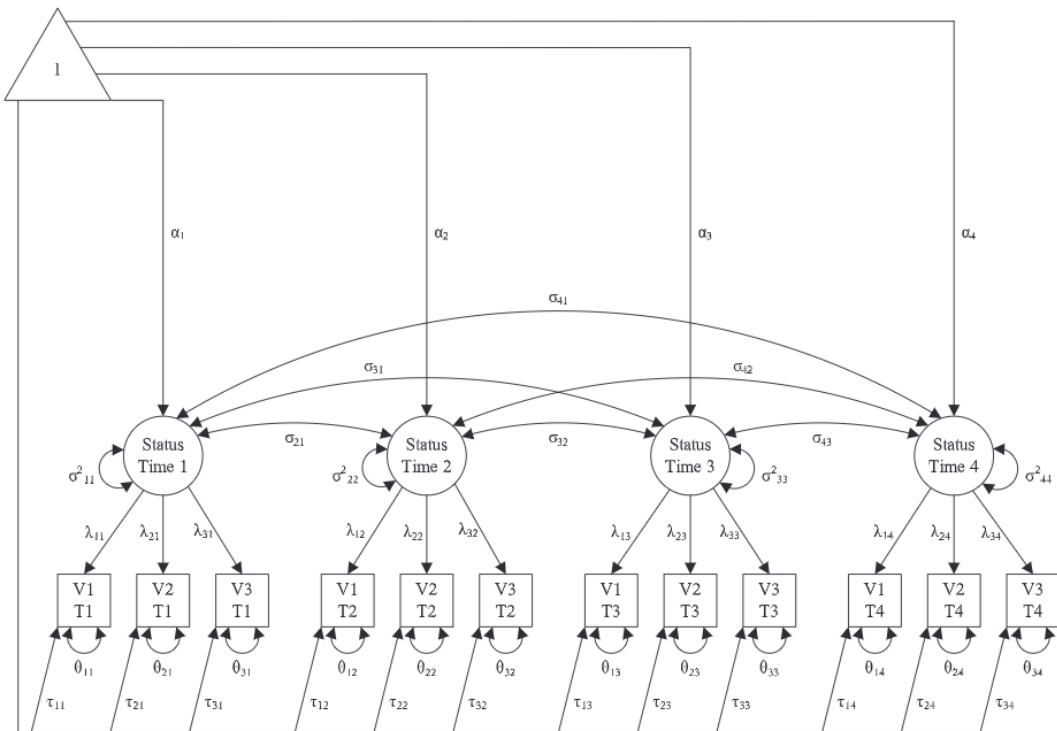 1
α₁
α₂
α₃
α₄
σ₄₁
σ₃₁
σ₄₂
σ₂₁
σ₃₂
σ₄₃
Status
Time 1
Status
Time 2
Status
Time 3
Status
Time 4
σ²₁₁
σ²₂₂
σ²₃₃
σ²₄₄
λ₁₁
λ₂₁
λ₃₁
λ₁₂
λ₂₂
λ₃₂
λ₁₃
λ₂₃
λ₃₃
λ₁₄
λ₂₄
λ₃₄
V1
T1
V2
T1
V3
T1
V1
T2
V2
T2
V3
T2
V1
T3
V2
T3
V3
T3
V1
T4
V2
T4
V3
T4
θ₁₁
θ₂₁
θ₃₁
θ₁₂
θ₂₂
θ₃₂
θ₁₃
θ₂₃
θ₃₃
θ₁₄
θ₂₄
θ₃₄
τ₁₁
τ₂₁
τ₃₁
τ₁₂
τ₂₂
τ₃₂
τ₁₃
τ₂₃
τ₃₃
τ₁₄
τ₂₄
τ₃₄